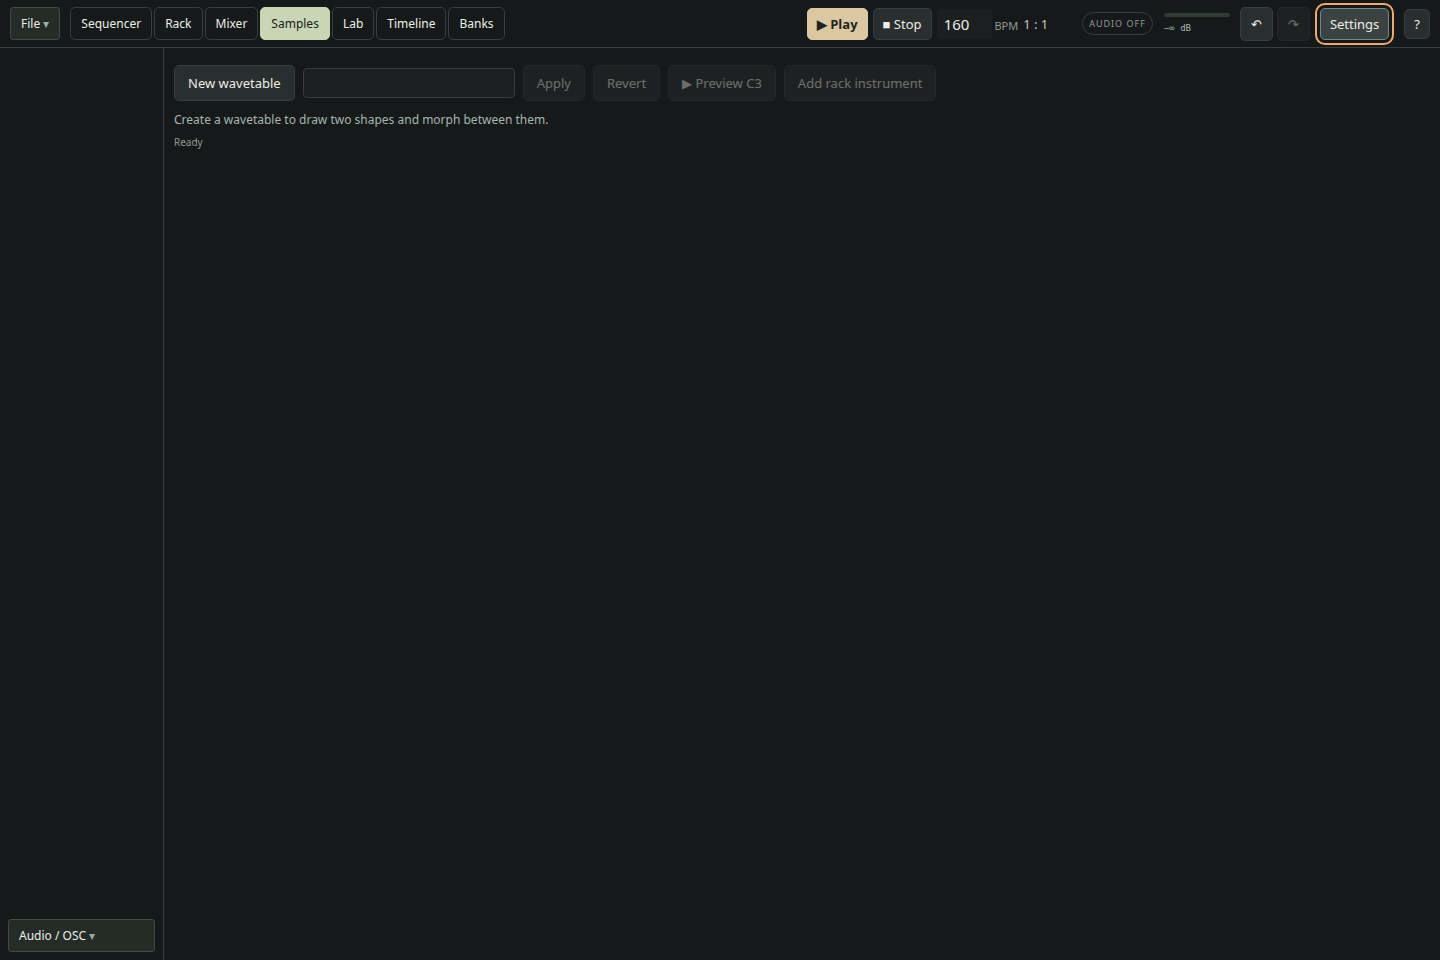 File ▾ Sequencer Rack Mixer Samples Lab Timeline Banks ▶ Play ■ Stop 160 BPM 1 : 1 AUDIO OFF -∞ dB ↶ ↷ Settings ?
New wavetable Apply Revert ▶ Preview C3 Add rack instrument
Create a wavetable to draw two shapes and morph between them.
Ready
Audio / OSC ▾